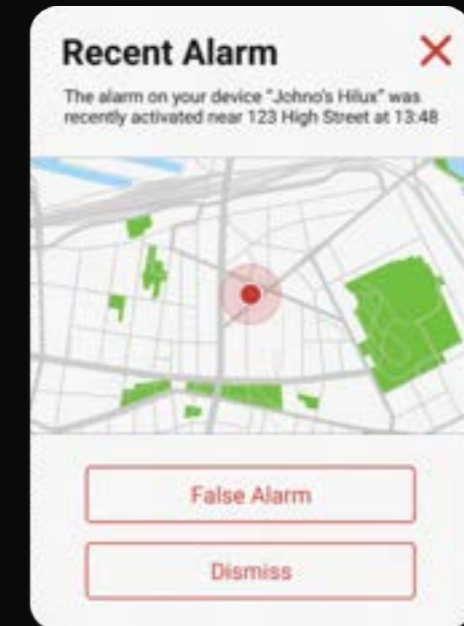 Recent Alarm
The alarm on your device "Johno's Hilux" was
recently activated near 123 High Street at 13:48
False Alarm
Dismiss